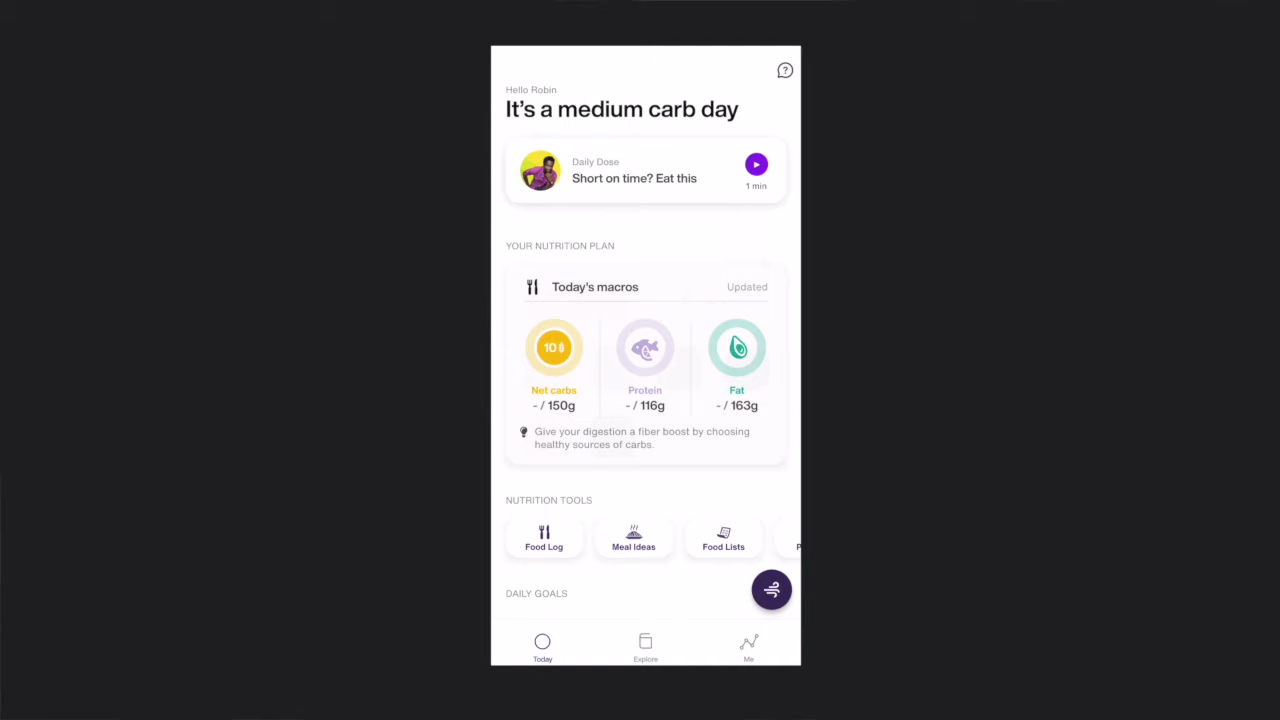 Hello Robin
It's a medium carb day
Daily Dose
Short on time? Eat this
1 min
YOUR NUTRITION PLAN
Today's macros
Updated
10
Net carbs
- / 150g
Protein
- / 116g
Fat
- / 163g
Give your digestion a fiber boost by choosing
healthy sources of carbs.
NUTRITION TOOLS
Food Log
Meal Ideas
Food Lists
P
DAILY GOALS
Today
Explore
Me